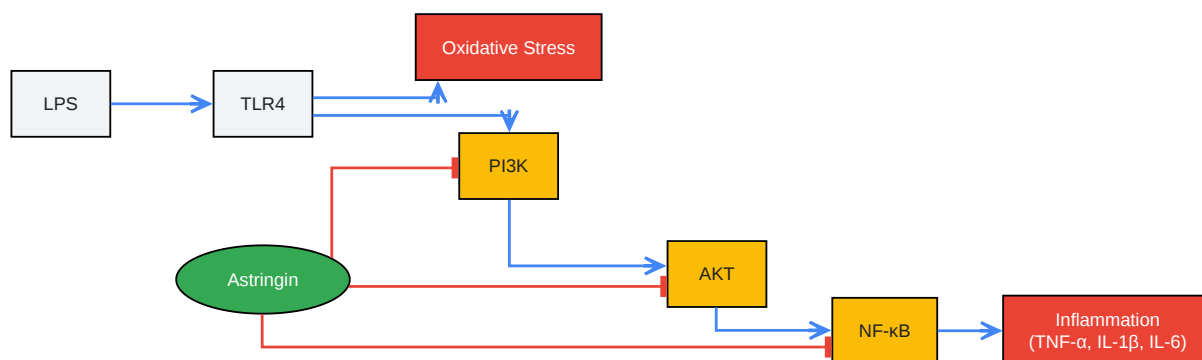 Oxidative Stress
LPS
TLR4
PI3K
Astringin
AKT
NF-κB
Inflammation
(TNF-α, IL-1β, IL-6)